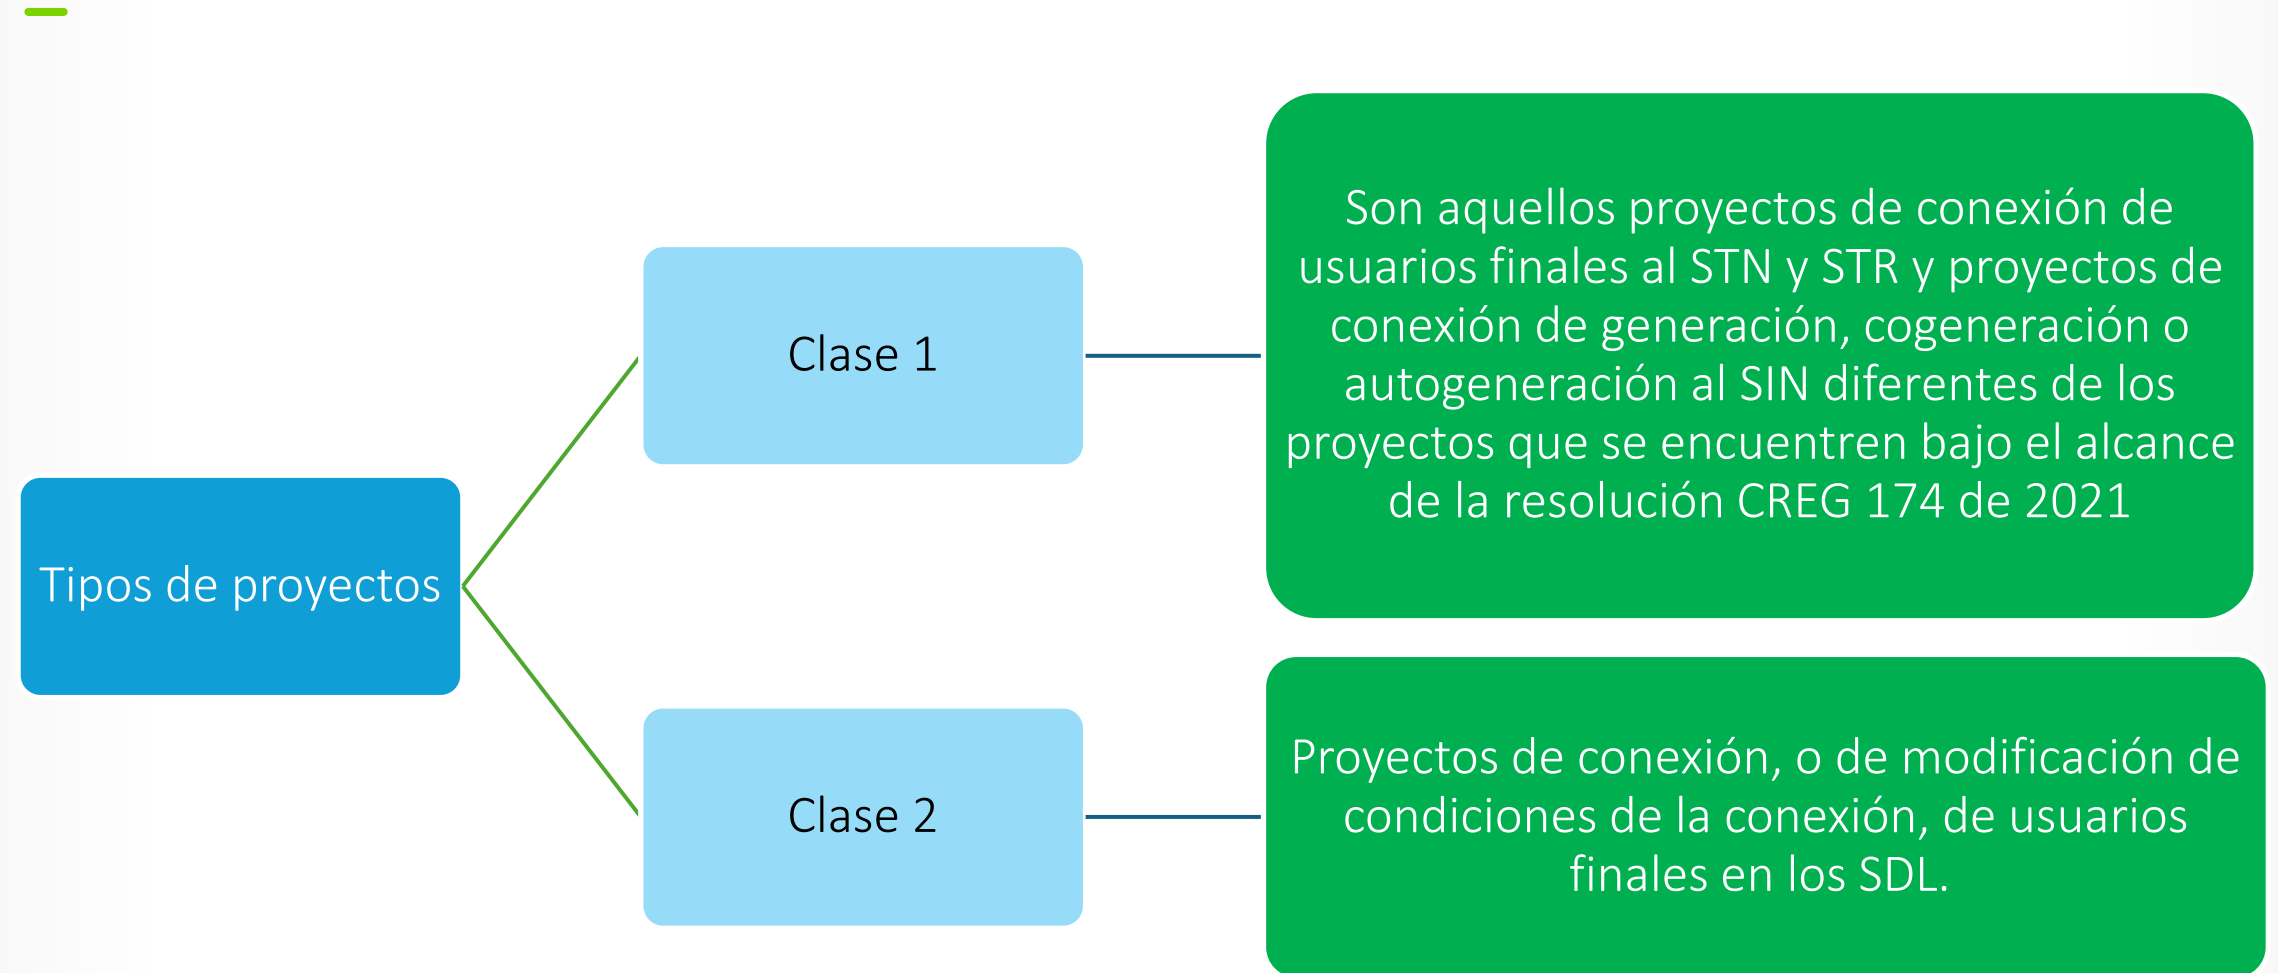 Tipos de proyectos
Clase 1
Son aquellos proyectos de conexión de
usuarios finales al STN y STR y proyectos de
conexión de generación, cogeneración o
autogeneración al SIN diferentes de los
proyectos que se encuentren bajo el alcance
de la resolución CREG 174 de 2021
Clase 2
Proyectos de conexión, o de modificación de
condiciones de la conexión, de usuarios
finales en los SDL.